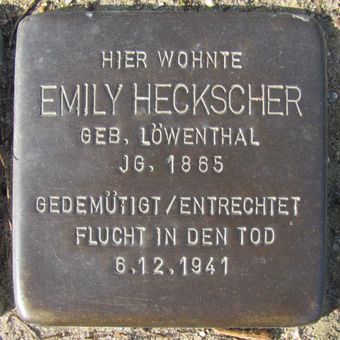 HIER WOHNTE
EMILY HECKSCHER
GEB. LÖWENTHAL
JG. 1865
GEDEMÜTIGT/ENTRECHTET
FLUCHT IN DEN TOD
6.12.1941